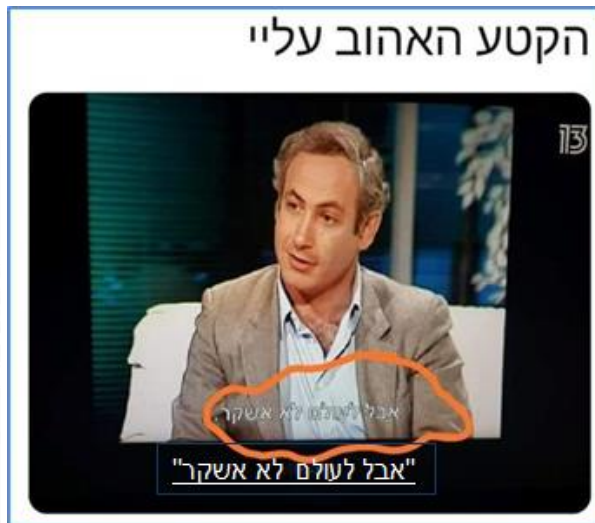 הקטע האהוב עליי
13
אבל לעולם לא אשקר.
"אבל לעולם לא אשקר"